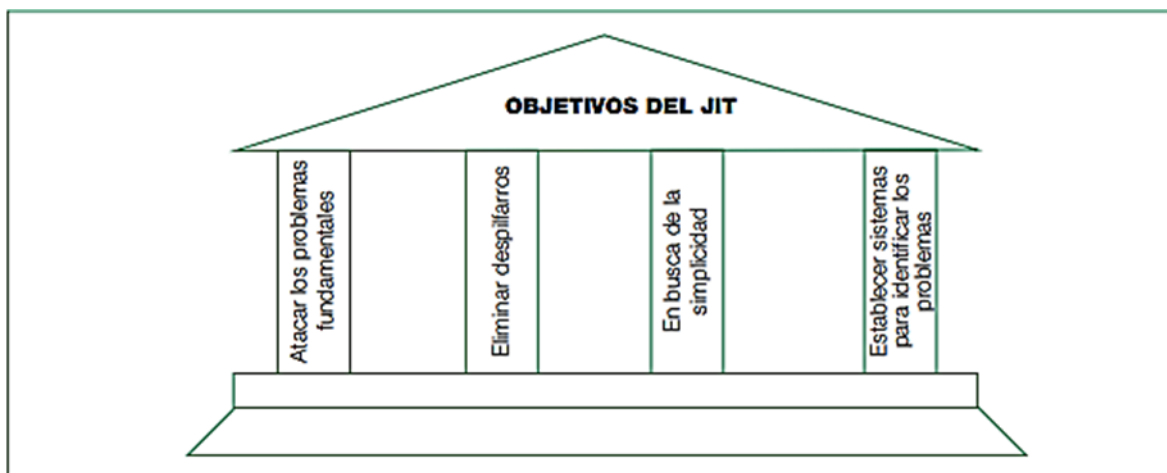 OBJETIVOS DEL JIT
Atacar los problemas
fundamentales
Eliminar despilfarros
En busca de la
simplicidad
Establecer sistemas
para identificar los
problemas